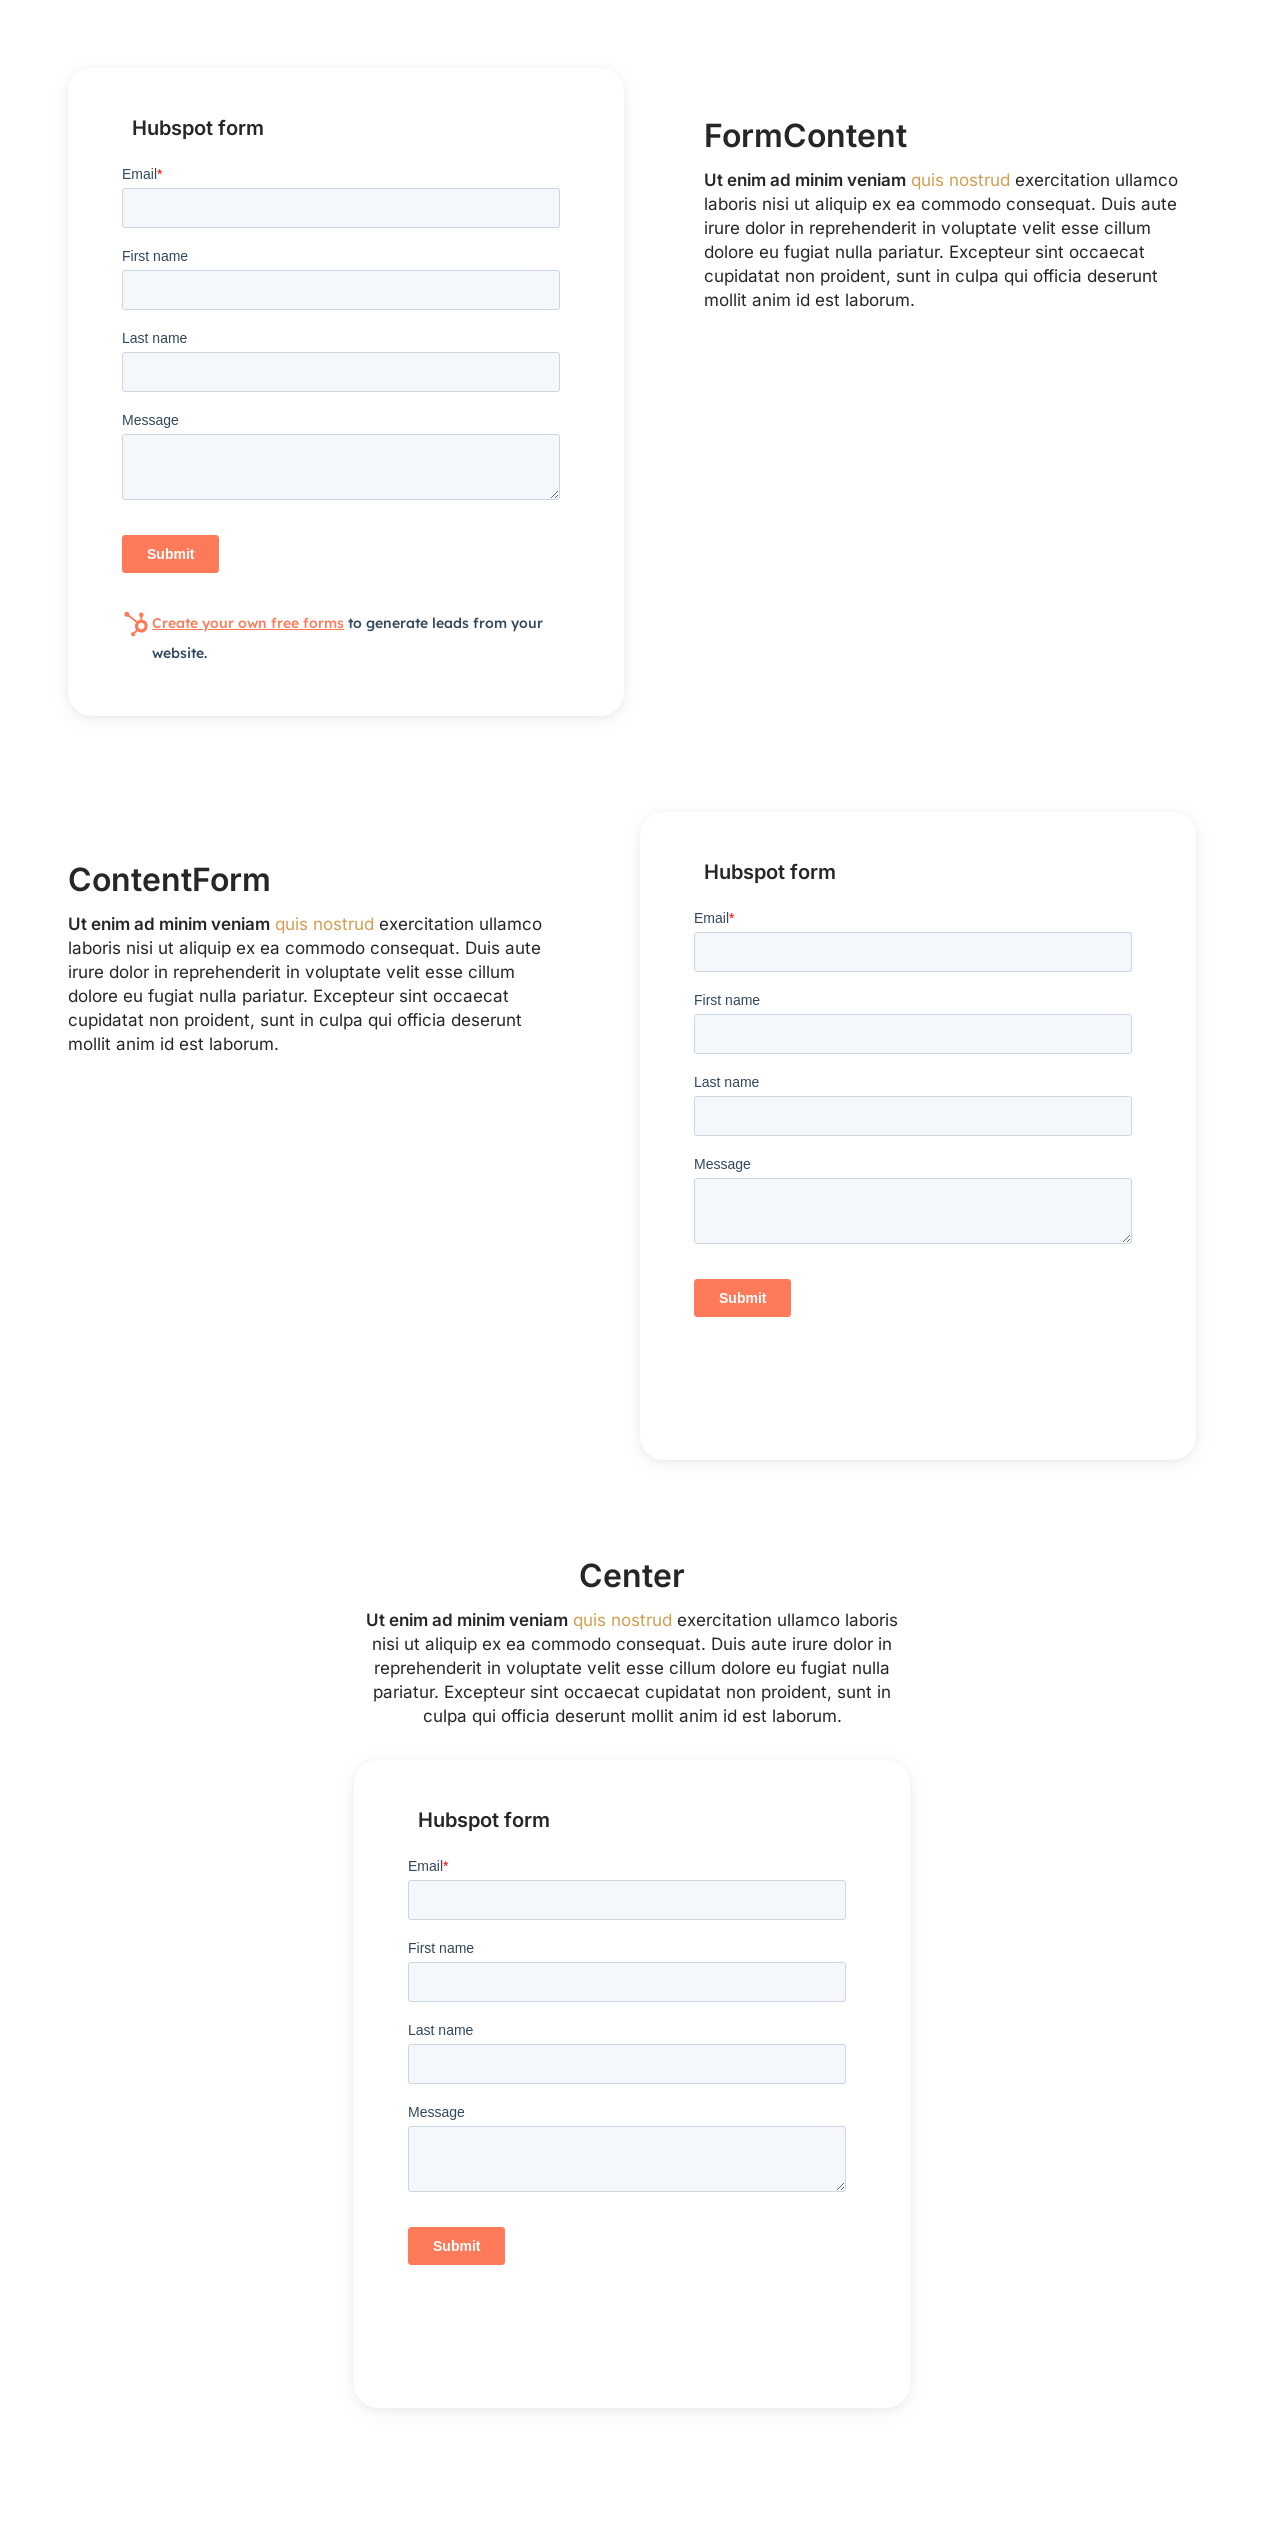 Hubspot form
Email*
First name
Last name
Message
Submit
Create your own free forms to generate leads from your
website.
FormContent
Ut enim ad minim veniam quis nostrud exercitation ullamco
laboris nisi ut aliquip ex ea commodo consequat. Duis aute
irure dolor in reprehenderit in voluptate velit esse cillum
dolore eu fugiat nulla pariatur. Excepteur sint occaecat
cupidatat non proident, sunt in culpa qui officia deserunt
mollit anim id est laborum.
ContentForm
Ut enim ad minim veniam quis nostrud exercitation ullamco
laboris nisi ut aliquip ex ea commodo consequat. Duis aute
irure dolor in reprehenderit in voluptate velit esse cillum
dolore eu fugiat nulla pariatur. Excepteur sint occaecat
cupidatat non proident, sunt in culpa qui officia deserunt
mollit anim id est laborum.
Hubspot form
Email*
First name
Last name
Message
Submit
Center
Ut enim ad minim veniam quis nostrud exercitation ullamco laboris
nisi ut aliquip ex ea commodo consequat. Duis aute irure dolor in
reprehenderit in voluptate velit esse cillum dolore eu fugiat nulla
pariatur. Excepteur sint occaecat cupidatat non proident, sunt in
culpa qui officia deserunt mollit anim id est laborum.
Hubspot form
Email*
First name
Last name
Message
Submit